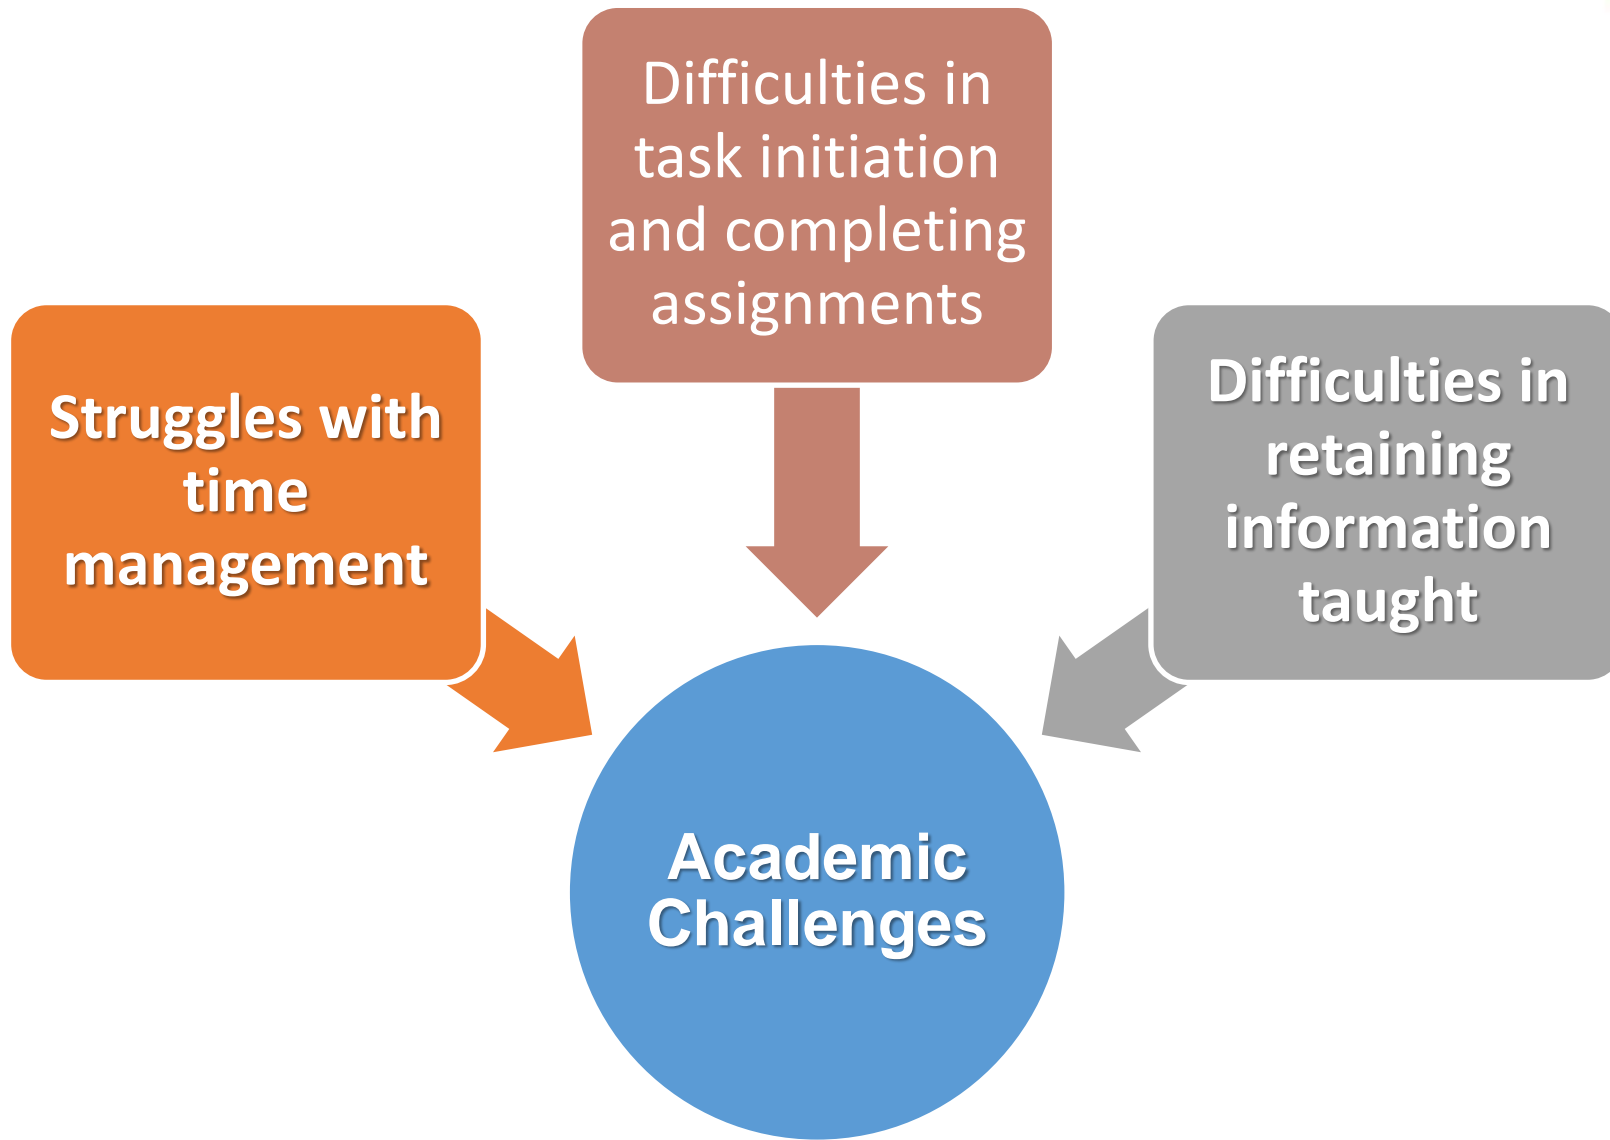 Difficulties in
task initiation
and completing
assignments
Struggles with
time
management
Difficulties in
retaining
information
taught
Academic
Challenges